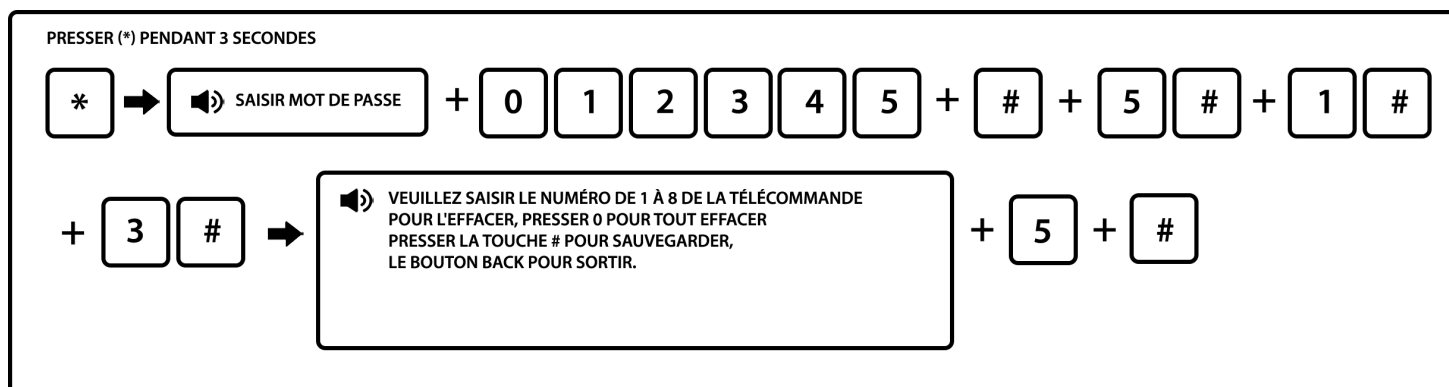 PRESSER (*) PENDANT 3 SECONDES
* SAISIR MOT DE PASSE + 0 1 2 3 4 5 + # + 5 # + 1 #
+ 3 #
VEUILLEZ SAISIR LE NUMÉRO DE 1 À 8 DE LA TÉLÉCOMMANDE
POUR L'EFFACER, PRESSER 0 POUR TOUT EFFACER
PRESSER LA TOUCHE # POUR SAUVEGARDER,
LE BOUTON BACK POUR SORTIR.
+ 5 + #